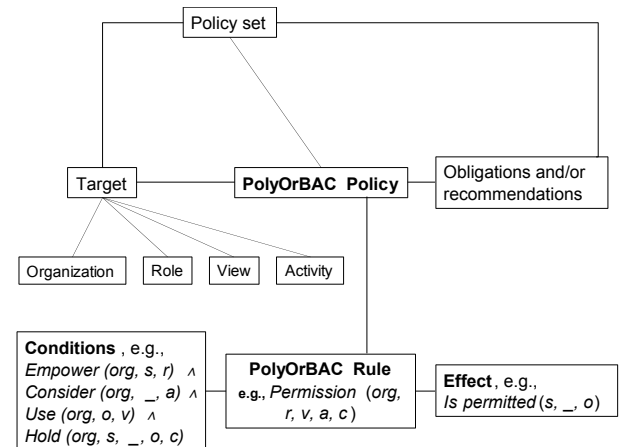 Policy set
Target
PolyOrBAC Policy
Obligations and/or
recommendations
Organization
Role
View
Activity
Conditions , e.g.,
Empower (org, s, r) ∧
Consider (org, _, a) ∧
Use (org, o, v) ∧
Hold (org, s, _, o, c)
PolyOrBAC Rule
e.g., Permission (org,
r, v, a, c)
Effect, e.g.,
Is permitted (s, _, o)